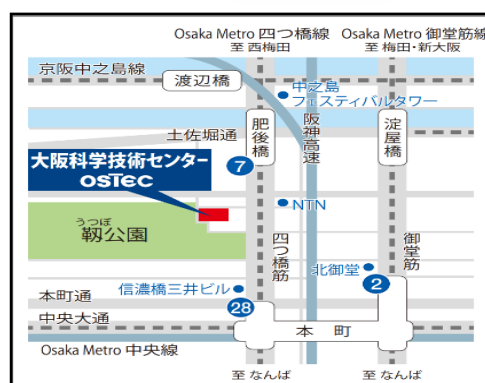 Osaka Metro 四つ橋線
至 西梅田
Osaka Metro 御堂筋線
至 梅田・新大阪
京阪中之島線
渡辺橋
中之島
フェスティバルタワー
土佐堀通
肥後橋
阪神高速
淀屋橋
大阪科学技術センター
OSTEC
7
NTN
うつぼ
靱公園
四つ橋筋
御堂筋
北御堂
2
信濃橋三井ビル
本町通
28
中央大通
本町
Osaka Metro 中央線
至 なんば
至 なんば